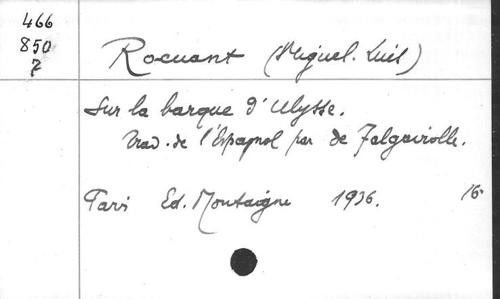 466
850
7
Rocuant (Miguel-Luis)
Sur la barque d'Ulysse.
Trad. de l'Espagnol par de Falgairolle.
Paris Ed. Montaigne 1936. 16°